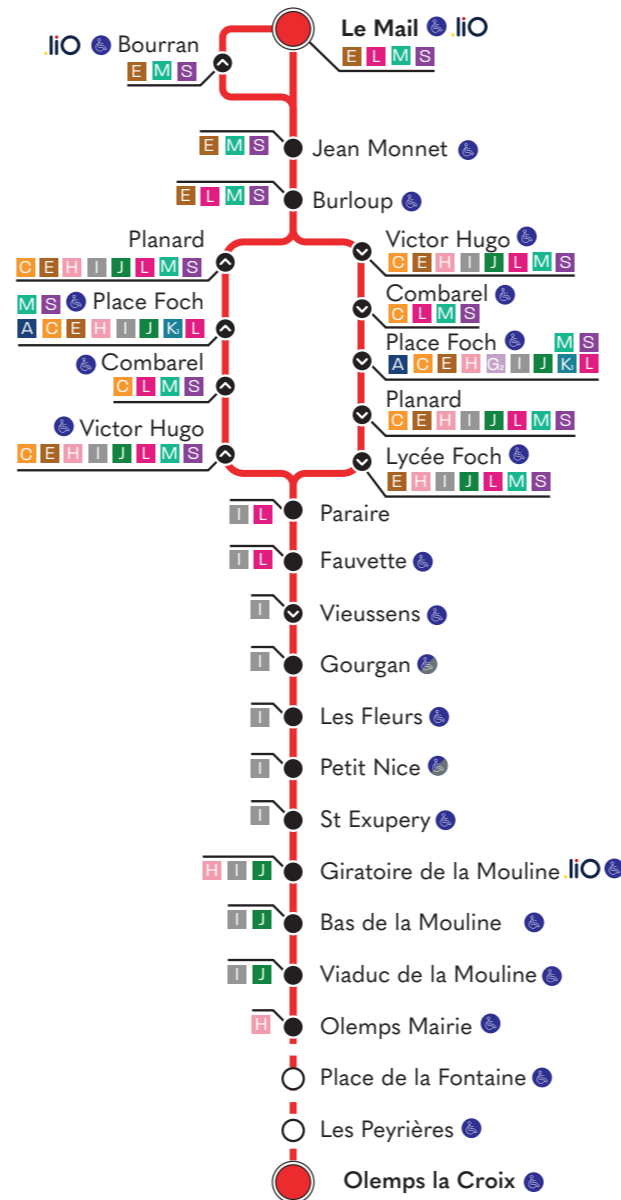 .liO Bourran
E M S
Le Mail .liO
E L M S
E M S Jean Monnet
E L M S Burloup
Planard
C E H I J L M S
M S Place Foch
A C E H I J K L
Combarel
C L M S
Victor Hugo
C E H I J L M S
Victor Hugo
C E H I J L M S
Combarel
C L M S
Place Foch M S
A C E H G2 I J K L
Planard
C E H I J L M S
Lycée Foch
E H I J L M S
I L Paraire
I L Fauvette
I Vieussens
I Gourgan
I Les Fleurs
I Petit Nice
I St Exupery
H I J Giratoire de la Mouline .liO
I J Bas de la Mouline
I J Viaduc de la Mouline
H Olemps Mairie
Place de la Fontaine
Les Peyrières
Olemps la Croix